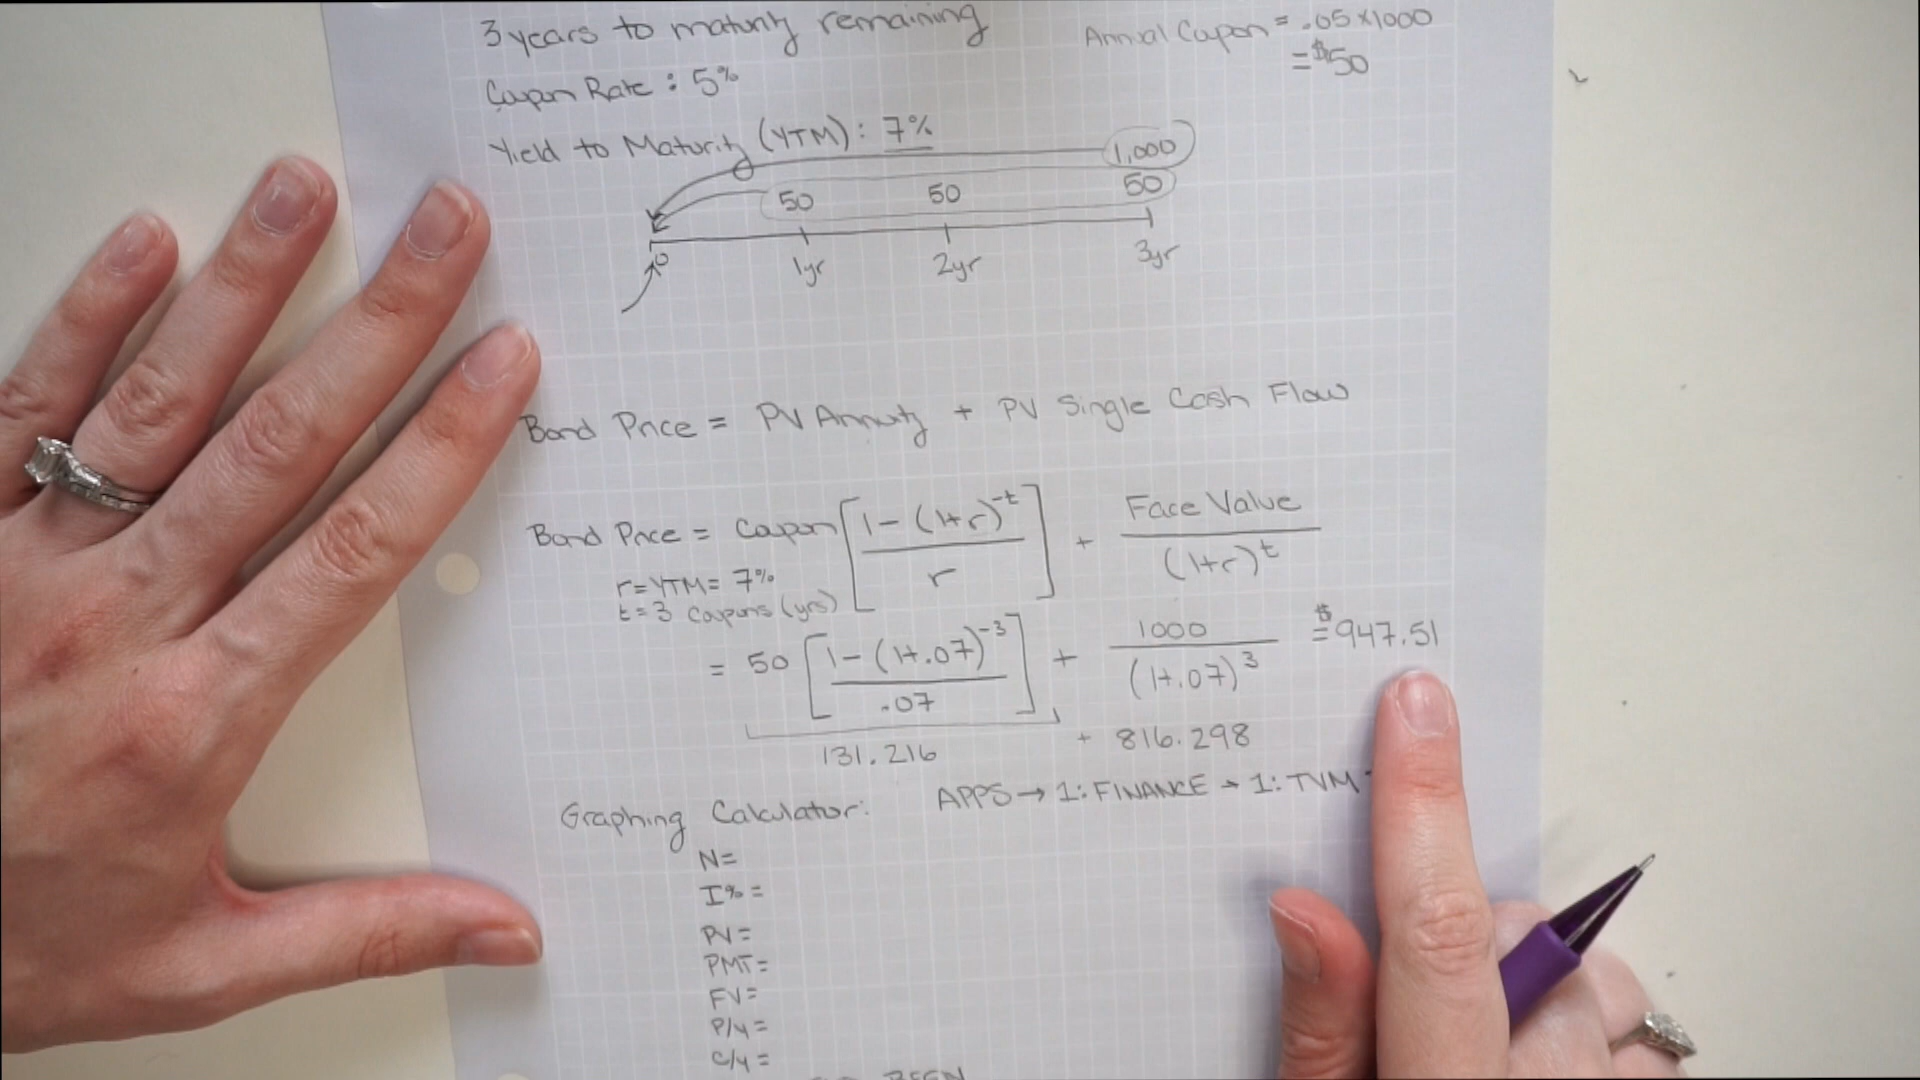 3 years to maturity remaining
Annual Coupon = .05 x 1000
= $50
Coupon Rate : 5%
Yield to Maturity (YTM) : 7%
1,000
50 50 50
0 1yr 2yr 3yr
Bond Price = PV Annuity + PV Single Cash Flow
Bond Price = Coupon [ 1 - (1+r)^-t / r ] + Face Value / (1+r)^t
r = YTM = 7%
t = 3 coupons (yrs)
= 50 [ 1 - (1+.07)^-3 / .07 ] + 1000 / (1+.07)^3 = $947.51
131.216 + 816.298
Graphing Calculator: APPS → 1: FINANCE → 1: TVM
N=
I% =
PV=
PMT=
FV=
P/y=
C/y=